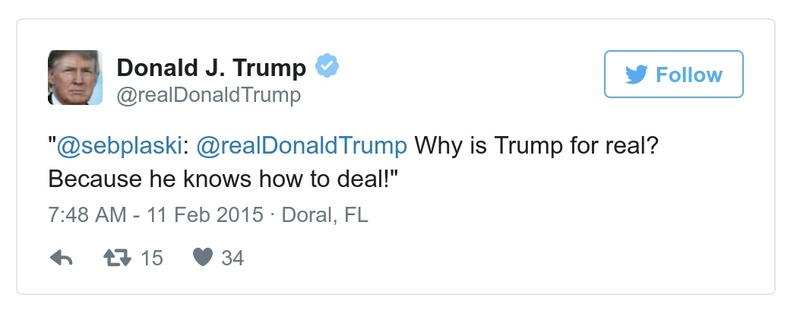 Donald J. Trump
@realDonaldTrump
Follow
"@sebplaski: @realDonaldTrump Why is Trump for real?
Because he knows how to deal!"
7:48 AM - 11 Feb 2015 · Doral, FL
15 34